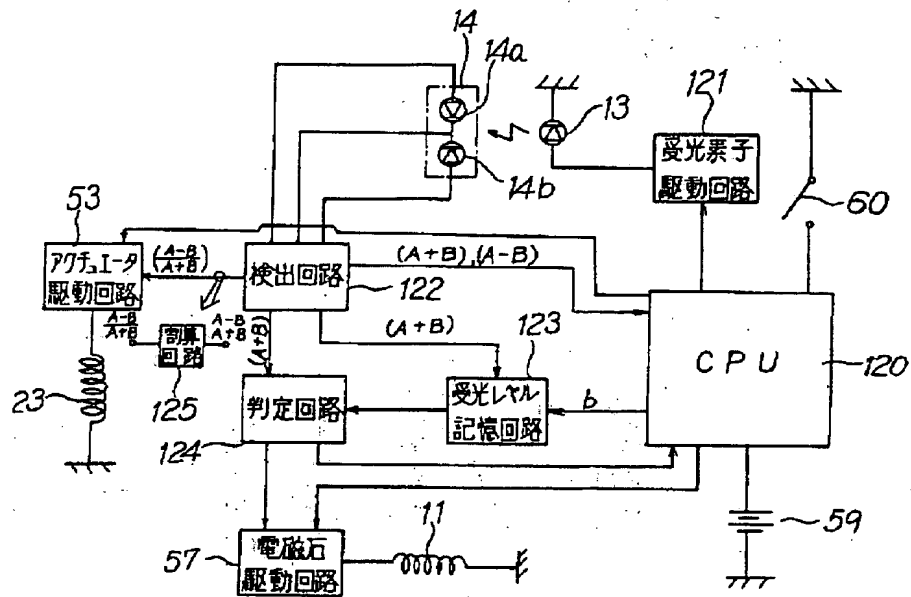 14
14a
13
14b
121
受光素子
駆動回路
60
53
アクチュエータ
駆動回路
(A-B/A+B)
検出回路
122
(A+B),(A-B)
(A+B)
(A+B)
A-B/A+B
割算
回路
125
A-B
A+B
23
123
受光レベル
記憶回路
b
CPU
120
判定回路
124
57
電磁石
駆動回路
11
59